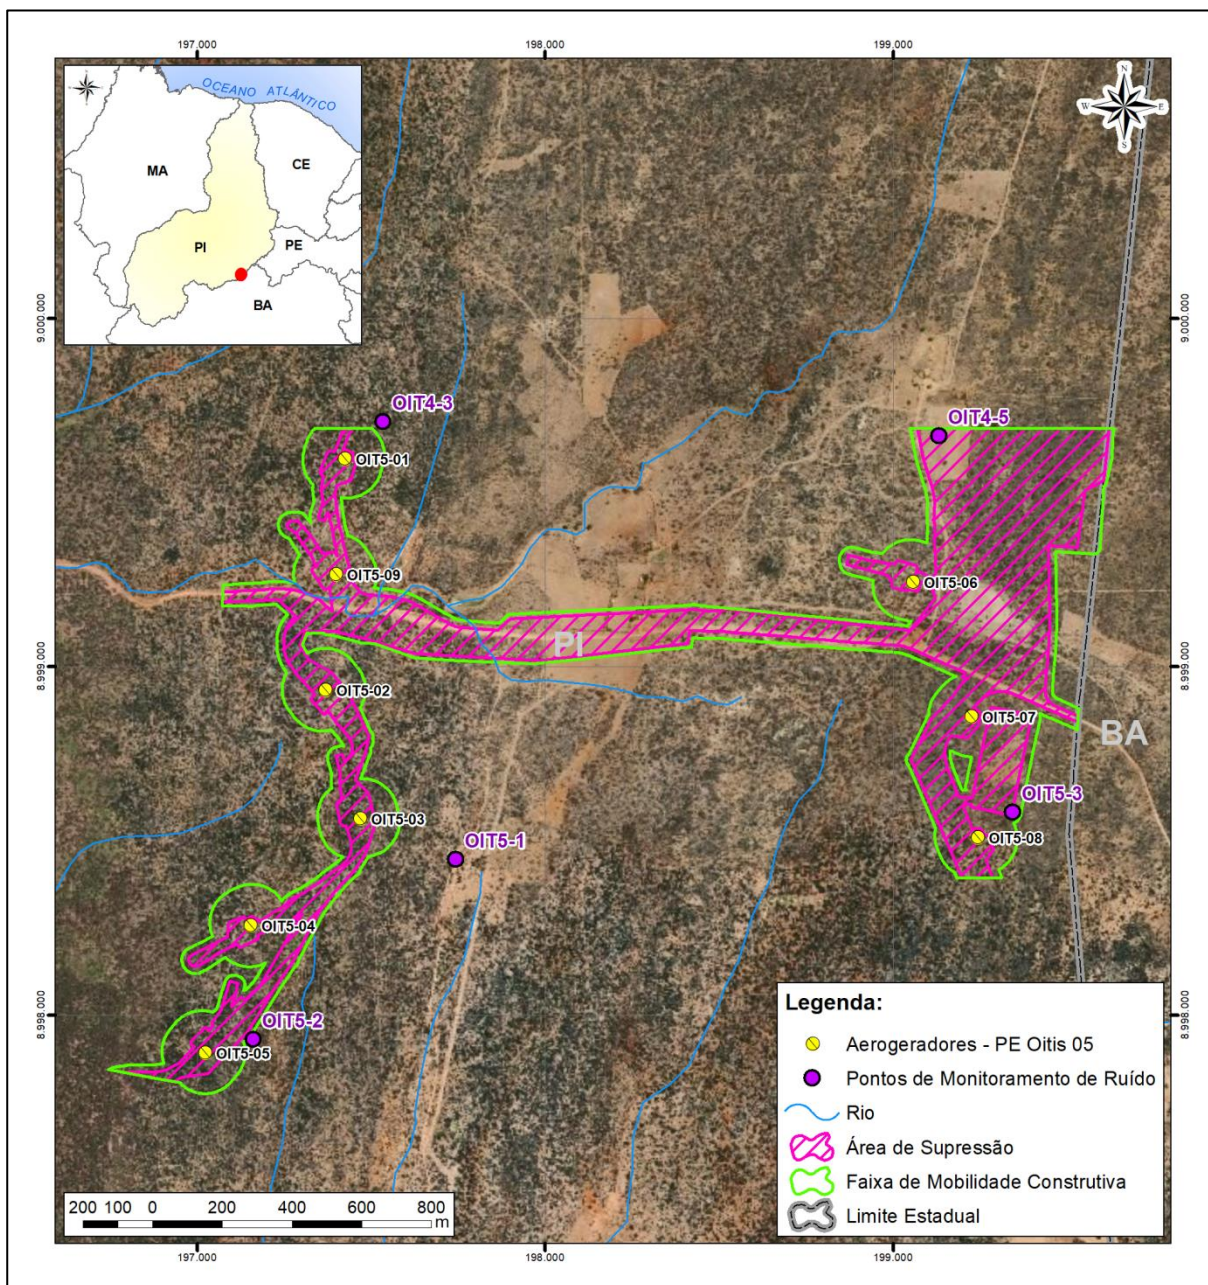 197.000
198.000
199.000
OCEANO ATLÂNTICO
MA
CE
PI
PE
BA
N
W
E
S
9.000.000
9.000.000
OIT4-3
OIT4-5
OIT5-01
OIT5-09
OIT5-06
PI
8.999.000
8.999.000
OIT5-02
OIT5-07
BA
OIT5-3
OIT5-03
OIT5-08
OIT5-1
OIT5-04
8.998.000
8.998.000
OIT5-2
OIT5-05
Legenda:
Aerogeradores - PE Oitis 05
Pontos de Monitoramento de Ruído
Rio
Área de Supressão
Faixa de Mobilidade Construtiva
Limite Estadual
200 100 0 200 400 600 800
m
197.000
198.000
199.000